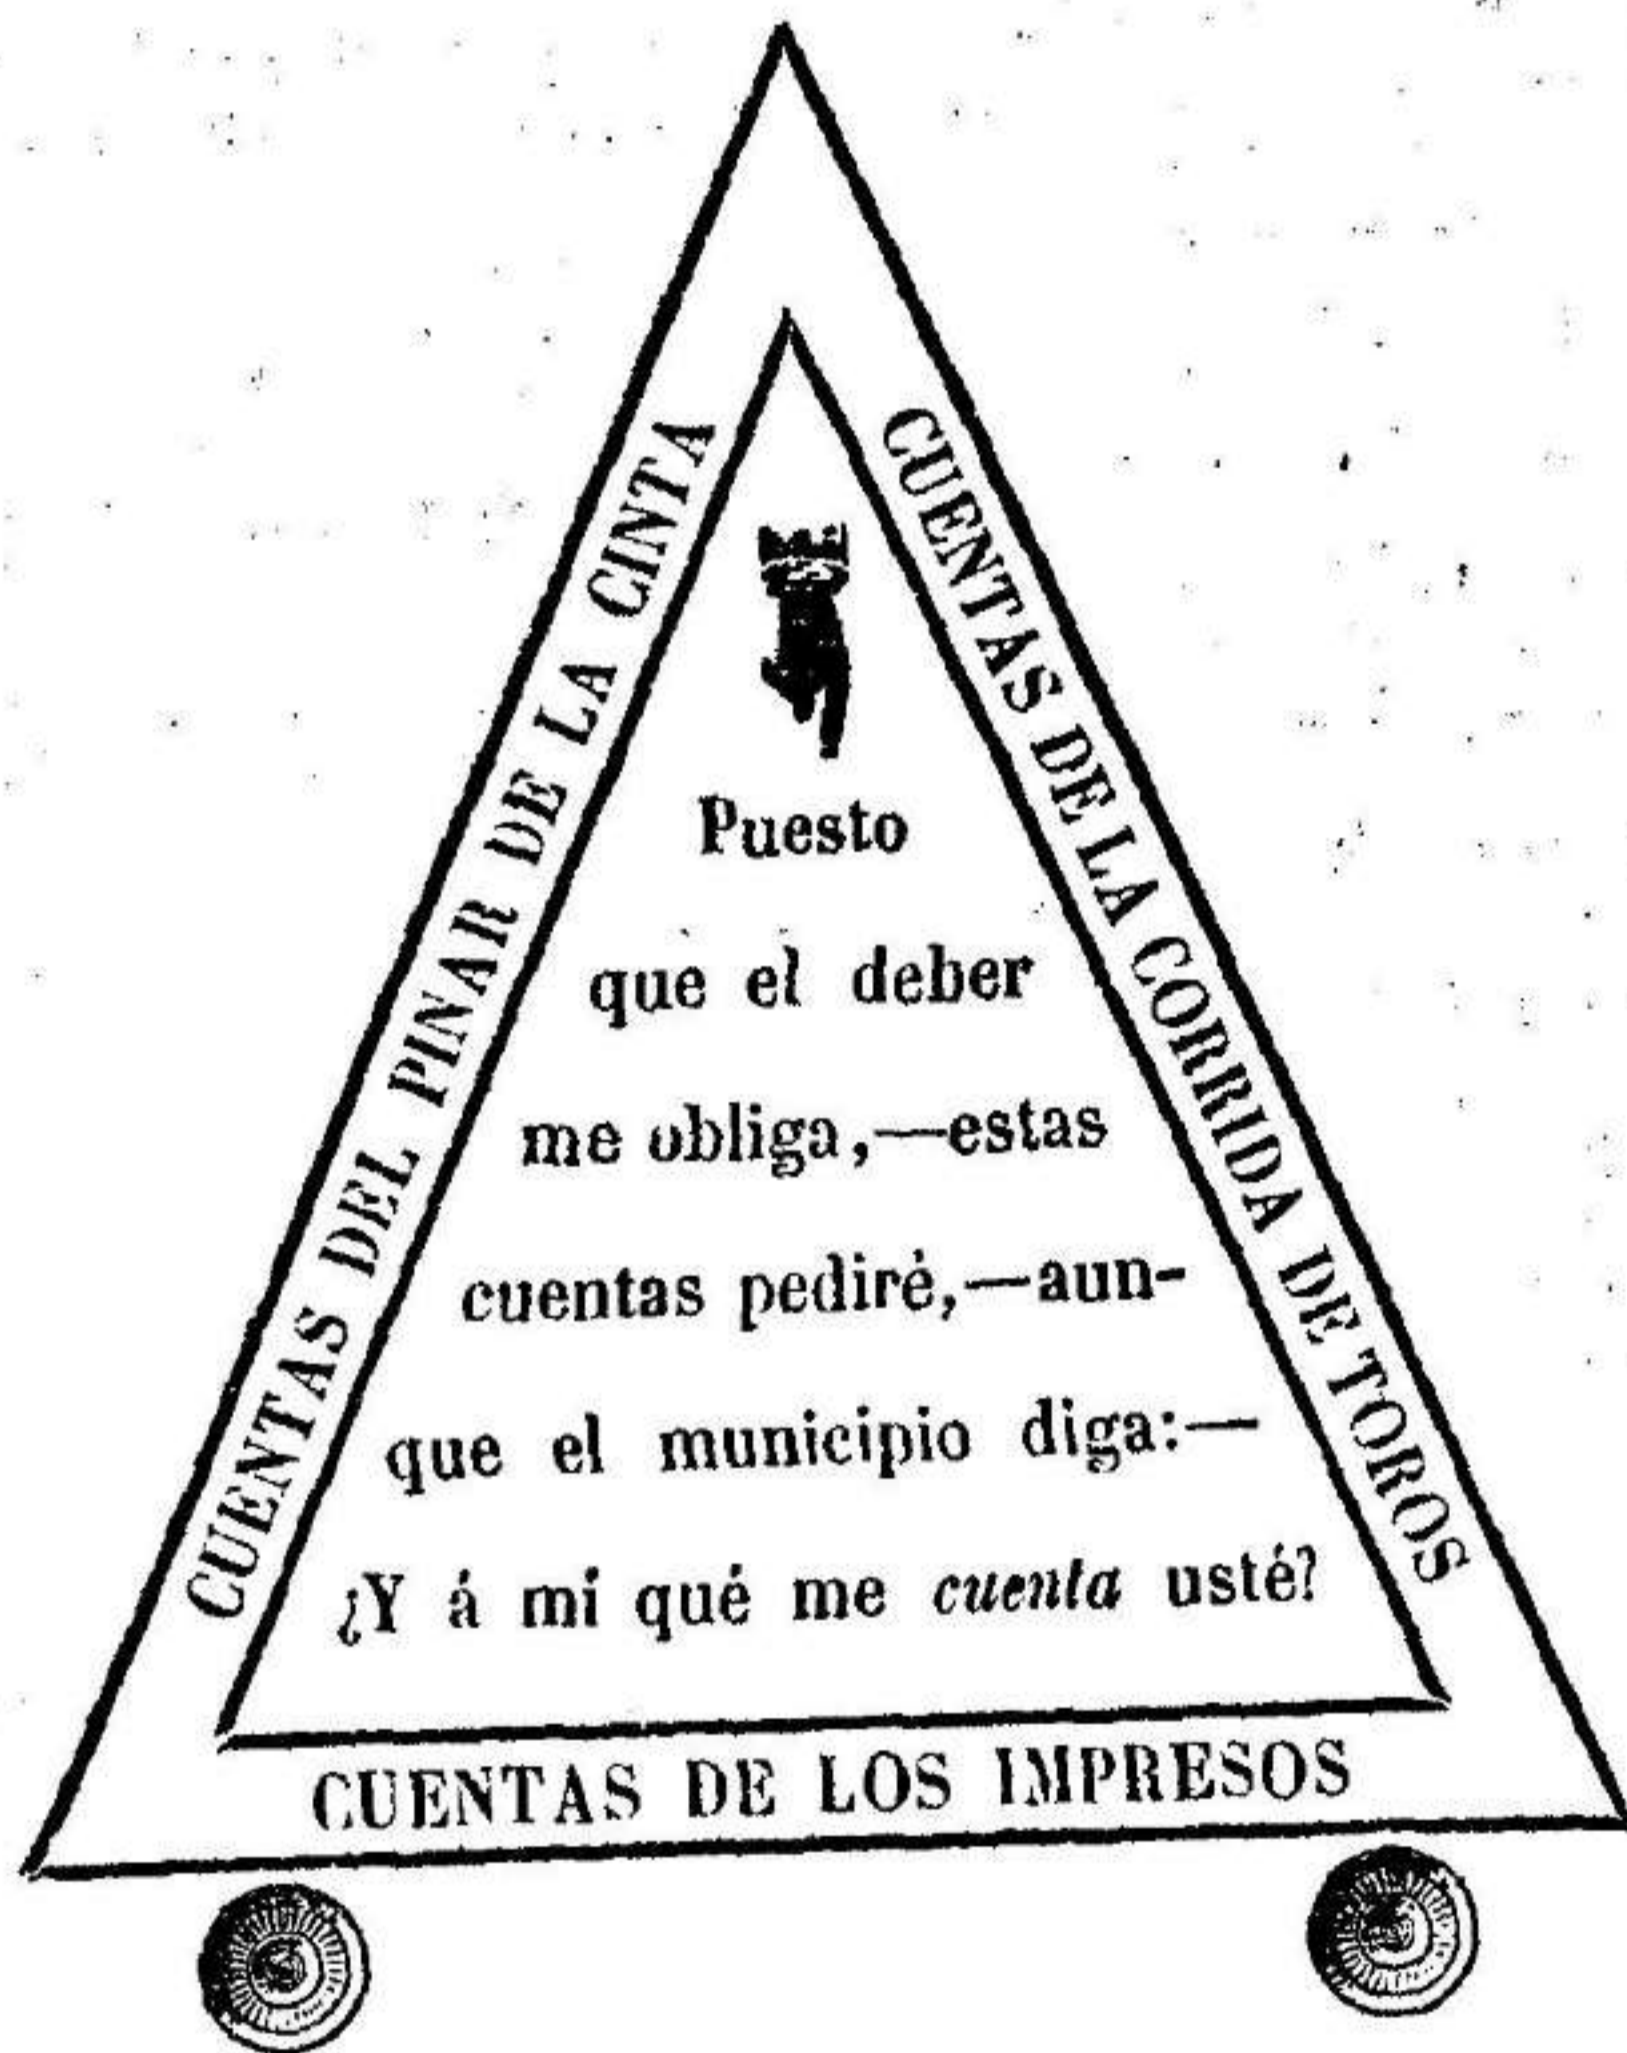 CUENTAS DEL PINAR DE LA CINTA
CUENTAS DE LA CORRIDA DE TOROS
Puesto
que el deber
me obliga,—estas
cuentas pediré,—aun-
que el municipio diga:—
¿Y á mí qué me cuenta usté?
CUENTAS DE LOS IMPRESOS